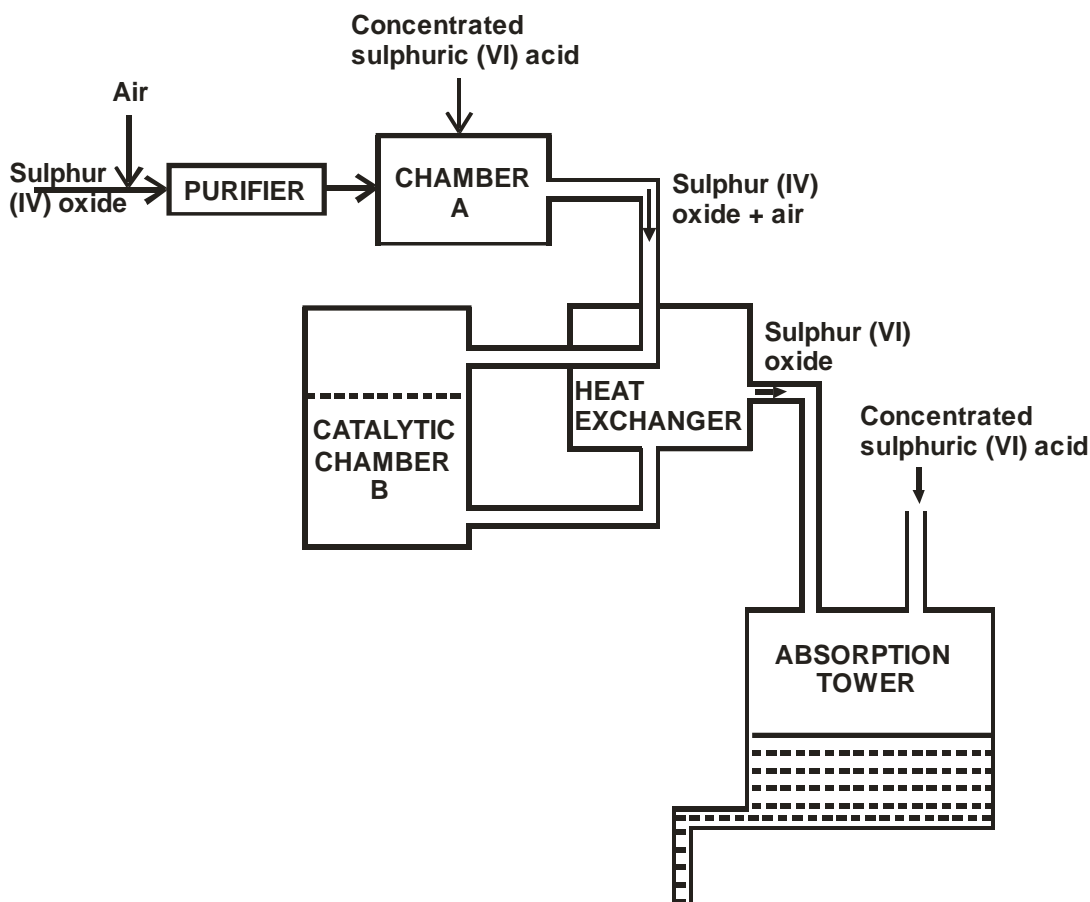 Concentrated
sulphuric (VI) acid
Air
Sulphur
(IV) oxide
PURIFIER
CHAMBER
A
Sulphur (IV)
oxide + air
Sulphur (VI)
oxide
HEAT
EXCHANGER
CATALYTIC
CHAMBER
B
Concentrated
sulphuric (VI) acid
ABSORPTION
TOWER